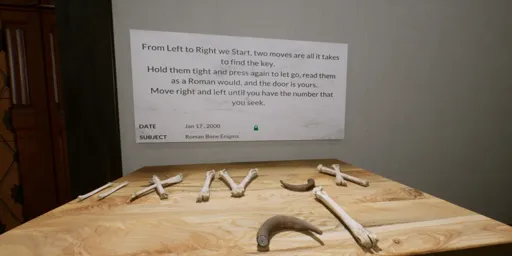 From Left to Right we Start, two moves are all it takes
to find the key.
Hold them tight and press again to let go, read them
as a Roman would, and the door is yours.
Move right and left until you have the number that
you seek.
DATE Jan 17, 2000
SUBJECT Roman Bone Enigma